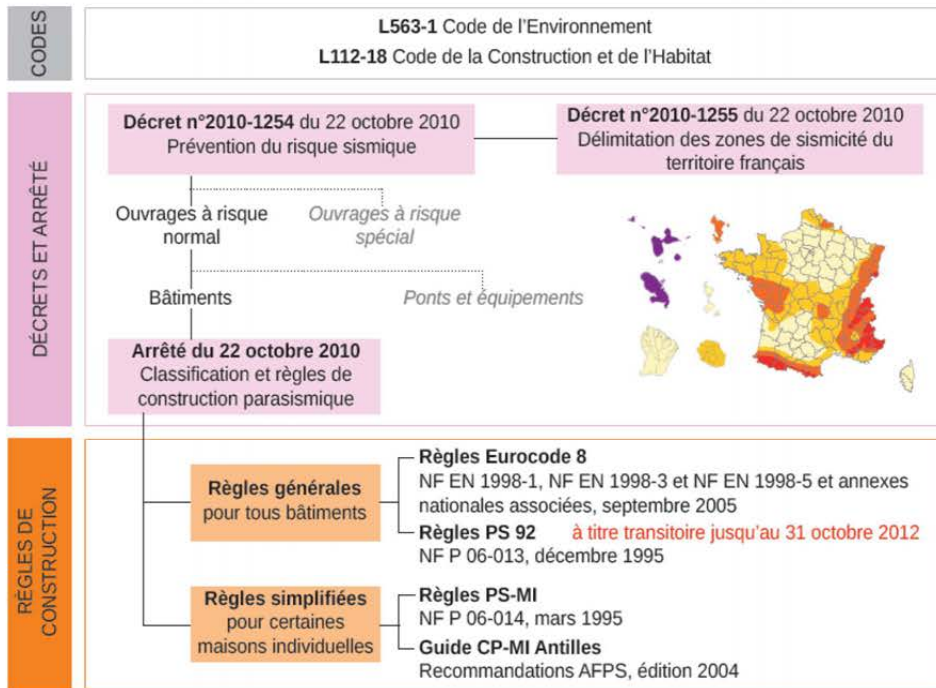 CODES
L563-1 Code de l'Environnement
L112-18 Code de la Construction et de l'Habitat
DÉCRETS ET ARRÊTÉ
Décret n°2010-1254 du 22 octobre 2010
Prévention du risque sismique
Décret n°2010-1255 du 22 octobre 2010
Délimitation des zones de sismicité du
territoire français
Ouvrages à risque
normal
Ouvrages à risque
spécial
Bâtiments
Ponts et équipements
Arrêté du 22 octobre 2010
Classification et règles de
construction parasismique
RÈGLES DE
CONSTRUCTION
Règles générales
pour tous bâtiments
Règles Eurocode 8
NF EN 1998-1, NF EN 1998-3 et NF EN 1998-5 et annexes
nationales associées, septembre 2005
Règles PS 92 à titre transitoire jusqu'au 31 octobre 2012
NF P 06-013, décembre 1995
Règles simplifiées
pour certaines
maisons individuelles
Règles PS-MI
NF P 06-014, mars 1995
Guide CP-MI Antilles
Recommandations AFPS, édition 2004